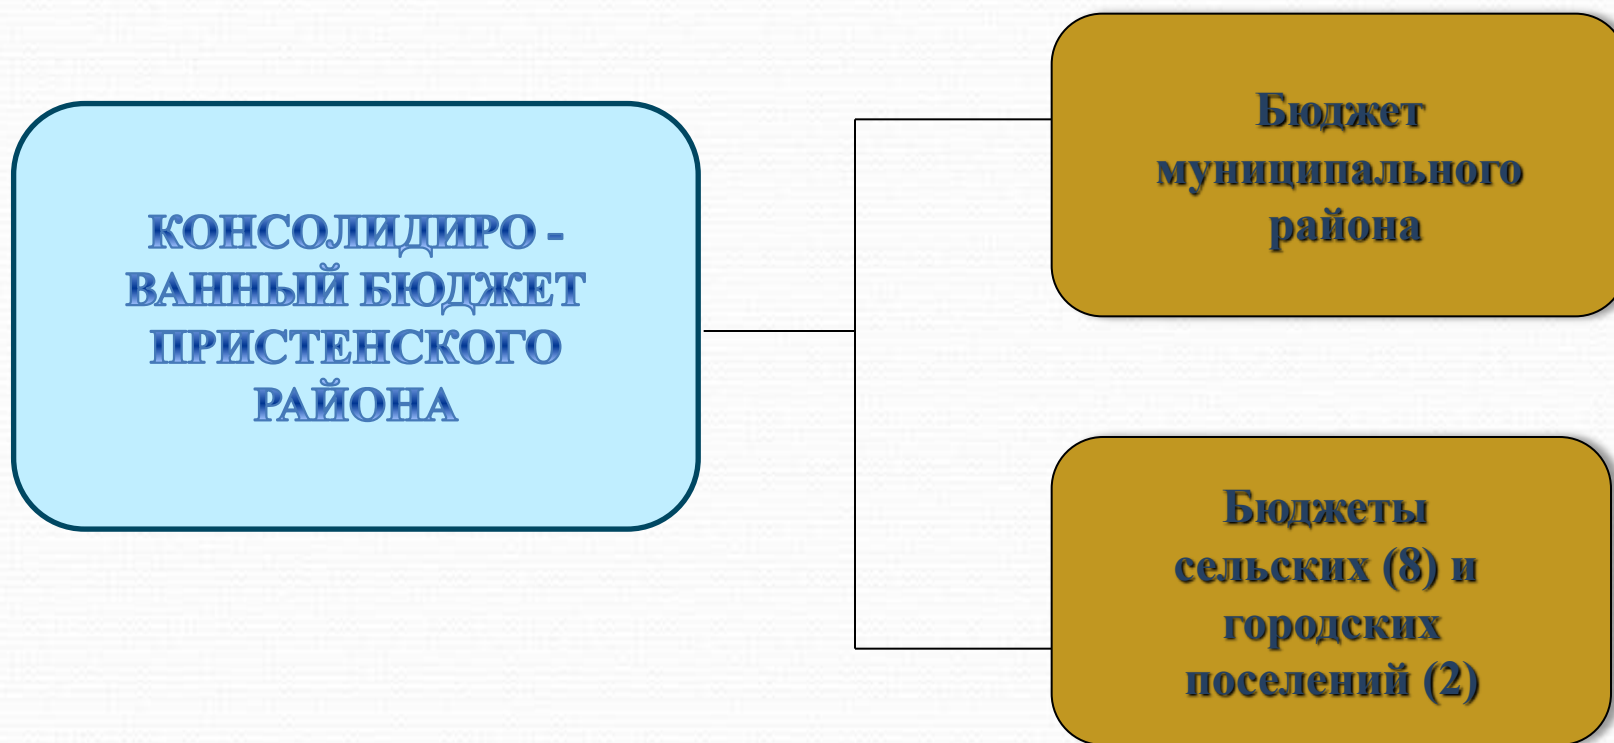 КОНСОЛИДИРО -
ВАННЫЙ БЮДЖЕТ
ПРИСТЕНСКОГО
РАЙОНА
Бюджет
муниципального
района
Бюджеты
сельских (8) и
городских
поселений (2)